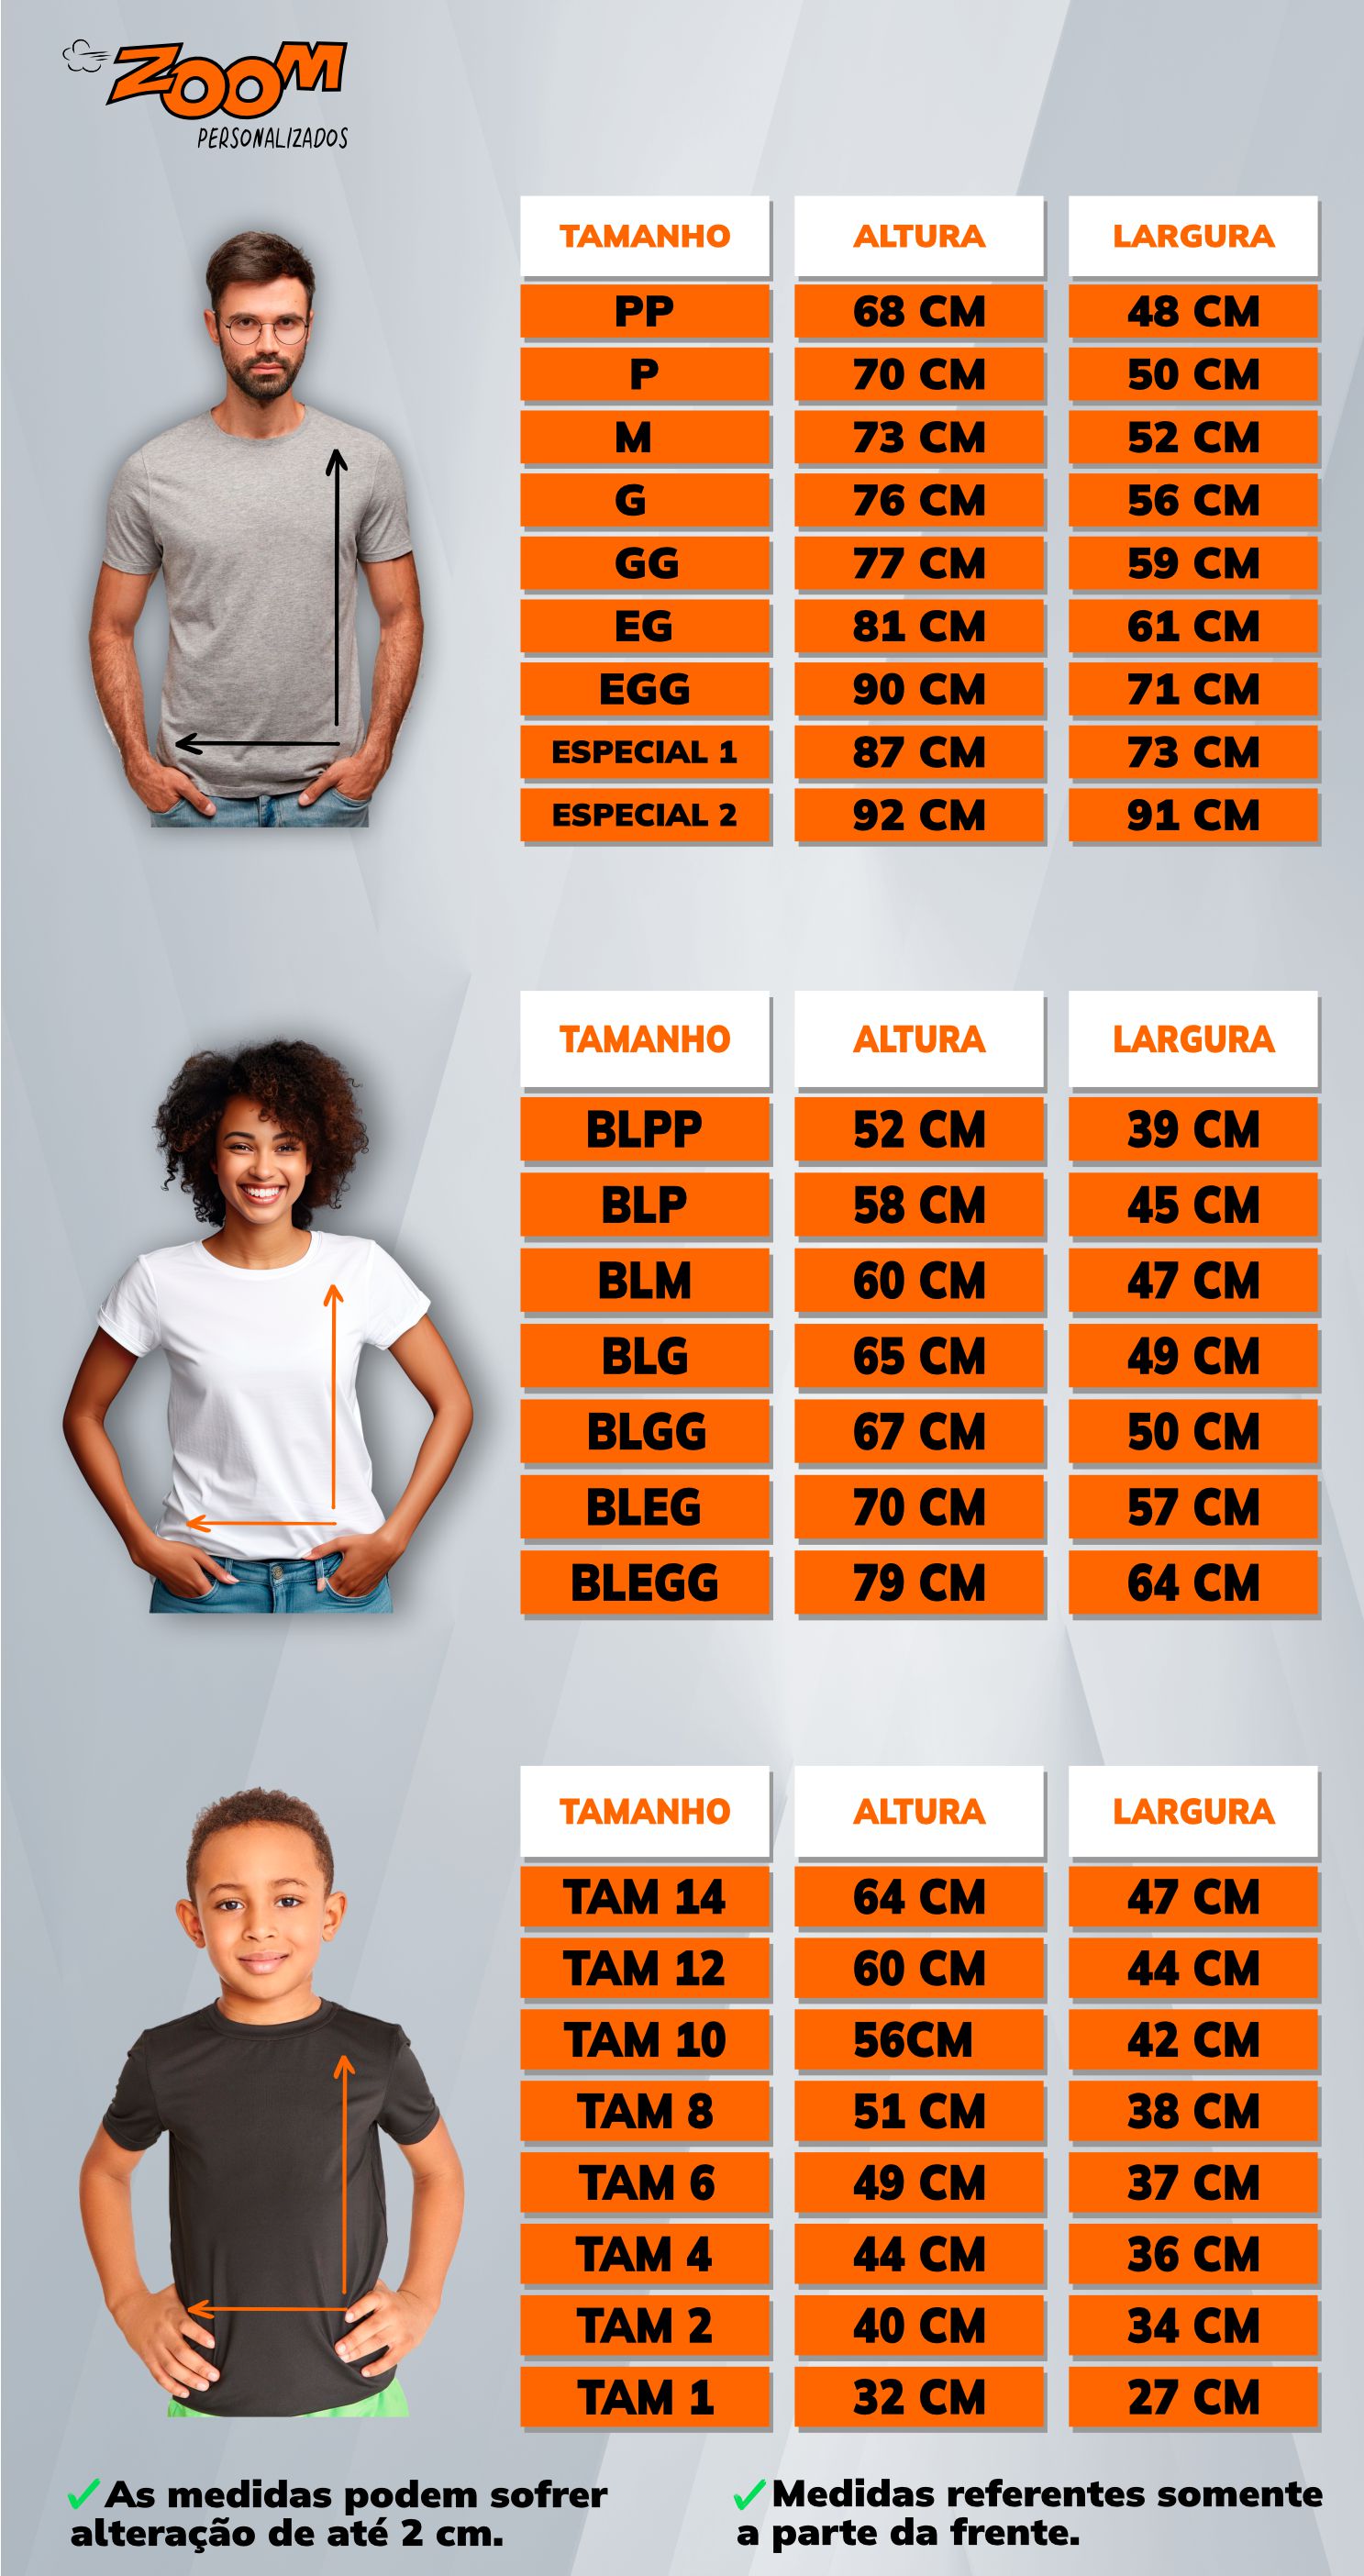 ZOOM
PERSONALIZADOS
TAMANHO ALTURA LARGURA
PP 68 CM 48 CM
P 70 CM 50 CM
M 73 CM 52 CM
G 76 CM 56 CM
GG 77 CM 59 CM
EG 81 CM 61 CM
EGG 90 CM 71 CM
ESPECIAL 1 87 CM 73 CM
ESPECIAL 2 92 CM 91 CM
TAMANHO ALTURA LARGURA
BLPP 52 CM 39 CM
BLP 58 CM 45 CM
BLM 60 CM 47 CM
BLG 65 CM 49 CM
BLGG 67 CM 50 CM
BLEG 70 CM 57 CM
BLEGG 79 CM 64 CM
TAMANHO ALTURA LARGURA
TAM 14 64 CM 47 CM
TAM 12 60 CM 44 CM
TAM 10 56CM 42 CM
TAM 8 51 CM 38 CM
TAM 6 49 CM 37 CM
TAM 4 44 CM 36 CM
TAM 2 40 CM 34 CM
TAM 1 32 CM 27 CM
As medidas podem sofrer
alteração de até 2 cm.
Medidas referentes somente
a parte da frente.